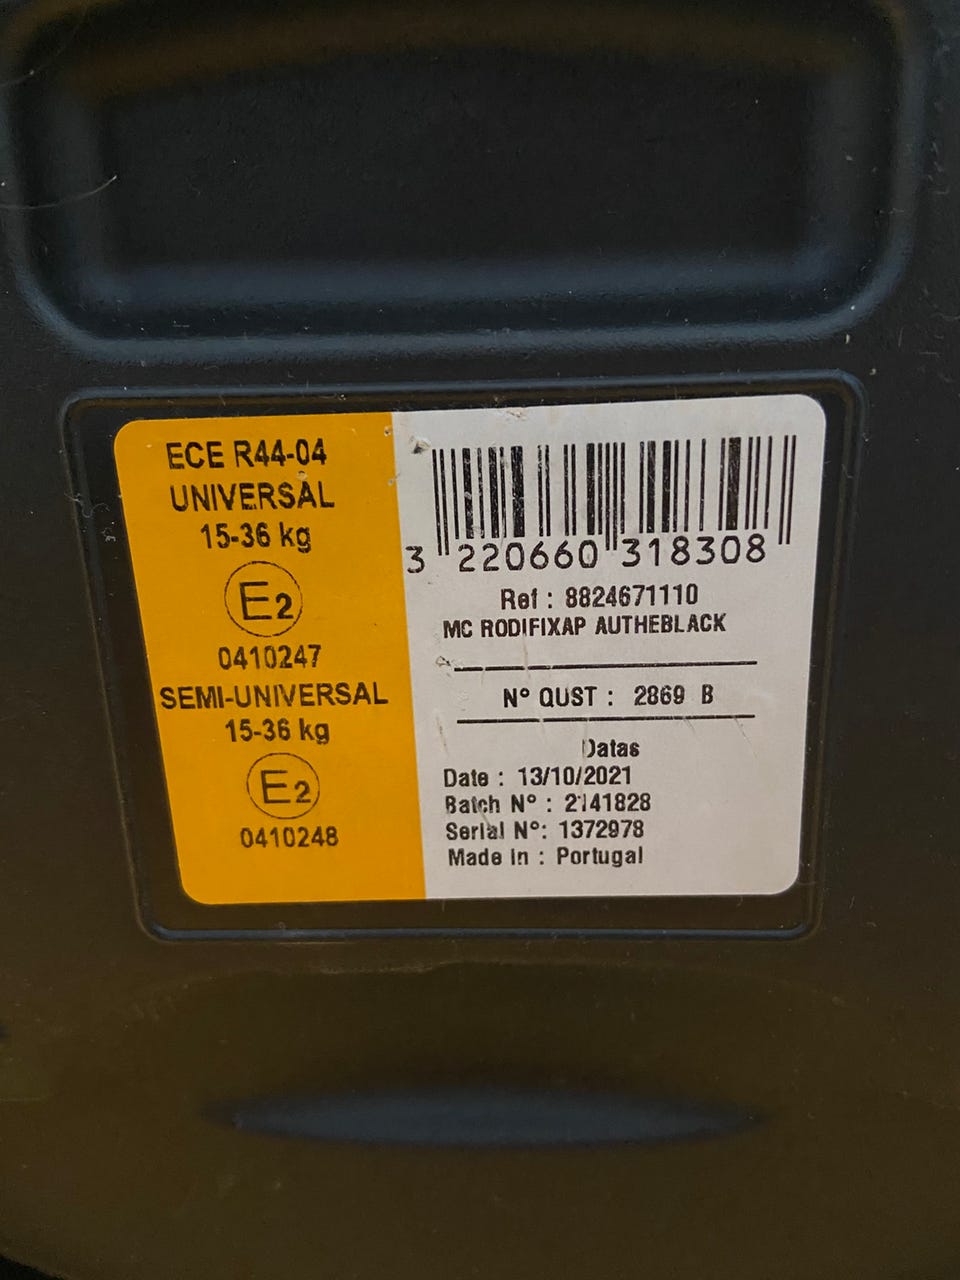 ECE R44-04
UNIVERSAL
15-36 kg
E2
0410247
SEMI-UNIVERSAL
15-36 kg
E2
0410248
3 220660 318308
Ref : 8824671110
MC RODIFIXAP AUTHEBLACK
N° QUST : 2869 B
Datas
Date : 13/10/2021
Batch N° : 2141828
Serial N°: 1372978
Made in : Portugal